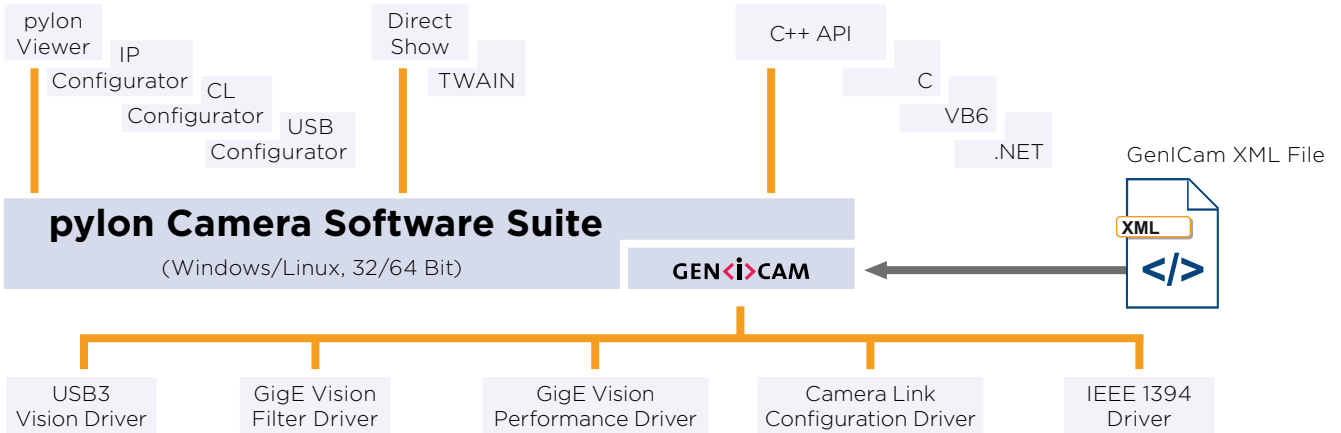 pylon
Viewer
IP
Configurator
CL
Configurator
USB
Configurator
Direct
Show
TWAIN
C++ API
C
VB6
.NET
GenICam XML File
XML
</>
pylon Camera Software Suite
(Windows/Linux, 32/64 Bit)
GEN<i>CAM
USB3
Vision Driver
GigE Vision
Filter Driver
GigE Vision
Performance Driver
Camera Link
Configuration Driver
IEEE 1394
Driver